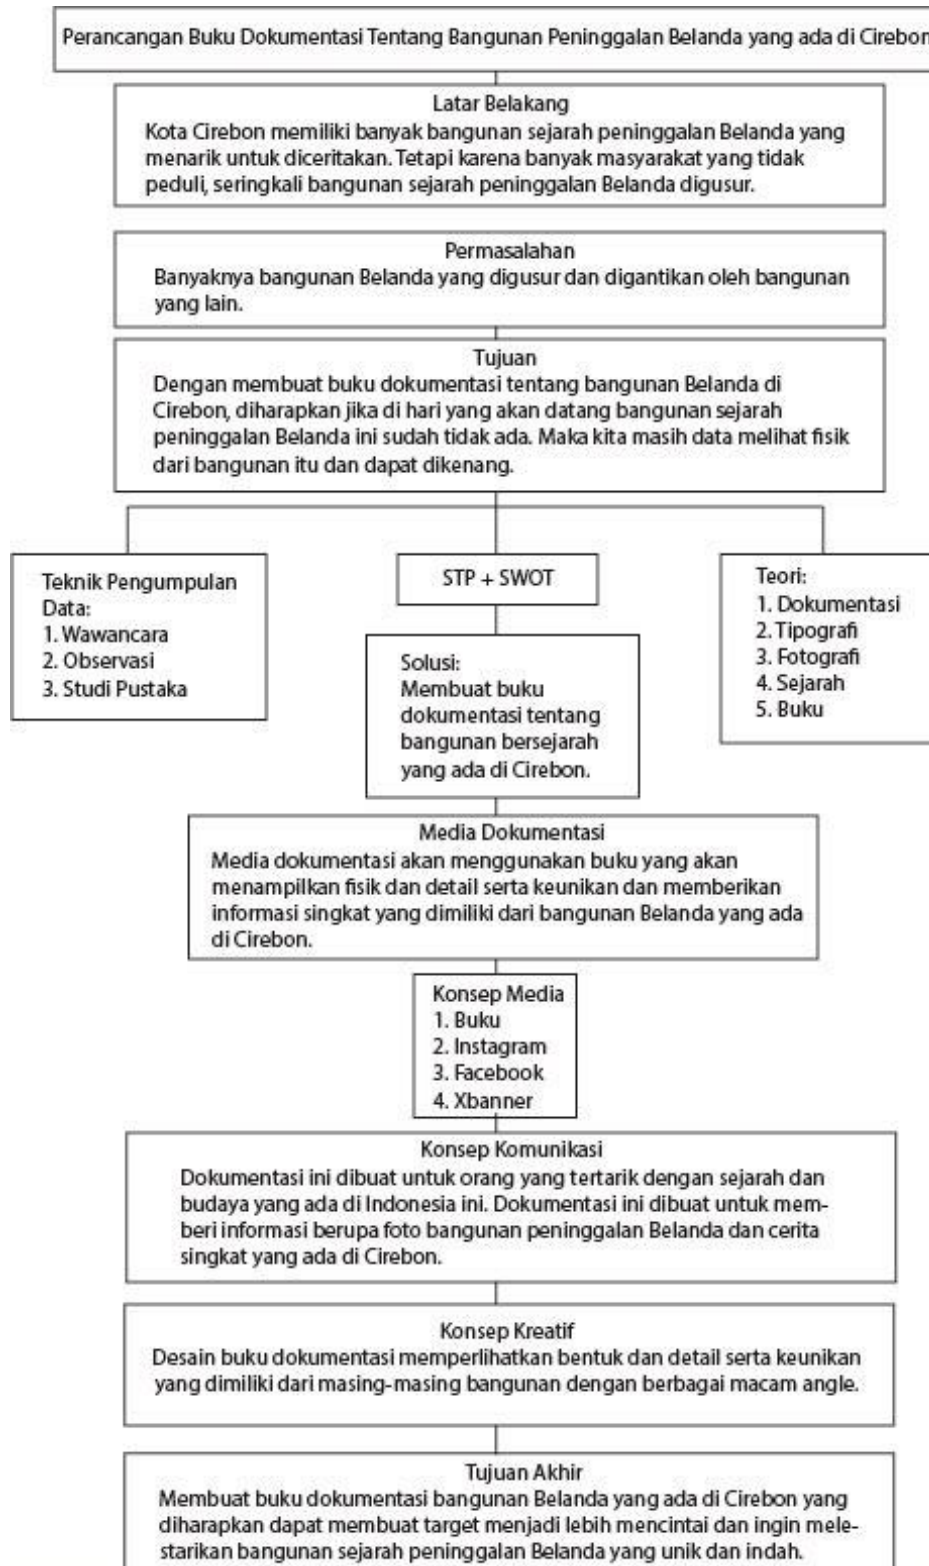 Perancangan Buku Dokumentasi Tentang Bangunan Peninggalan Belanda yang ada di Cirebon
Latar Belakang
Kota Cirebon memiliki banyak bangunan sejarah peninggalan Belanda yang
menarik untuk diceritakan. Tetapi karena banyak masyarakat yang tidak
peduli, seringkali bangunan sejarah peninggalan Belanda digusur.
Permasalahan
Banyaknya bangunan Belanda yang digusur dan digantikan oleh bangunan
yang lain.
Tujuan
Dengan membuat buku dokumentasi tentang bangunan Belanda di
Cirebon, diharapkan jika di hari yang akan datang bangunan sejarah
peninggalan Belanda ini sudah tidak ada. Maka kita masih data melihat fisik
dari bangunan itu dan dapat dikenang.
Teknik Pengumpulan
Data:
1. Wawancara
2. Observasi
3. Studi Pustaka
STP + SWOT
Solusi:
Membuat buku
dokumentasi tentang
bangunan bersejarah
yang ada di Cirebon.
Teori:
1. Dokumentasi
2. Tipografi
3. Fotografi
4. Sejarah
5. Buku
Media Dokumentasi
Media dokumentasi akan menggunakan buku yang akan
menampilkan fisik dan detail serta keunikan dan memberikan
informasi singkat yang dimiliki dari bangunan Belanda yang ada
di Cirebon.
Konsep Media
1. Buku
2. Instagram
3. Facebook
4. Xbanner
Konsep Komunikasi
Dokumentasi ini dibuat untuk orang yang tertarik dengan sejarah dan
budaya yang ada di Indonesia ini. Dokumentasi ini dibuat untuk mem-
beri informasi berupa foto bangunan peninggalan Belanda dan cerita
singkat yang ada di Cirebon.
Konsep Kreatif
Desain buku dokumentasi memperlihatkan bentuk dan detail serta keunikan
yang dimiliki dari masing-masing bangunan dengan berbagai macam angle.
Tujuan Akhir
Membuat buku dokumentasi bangunan Belanda yang ada di Cirebon yang
diharapkan dapat membuat target menjadi lebih mencintai dan ingin mele-
starikan bangunan sejarah peninggalan Belanda yang unik dan indah.